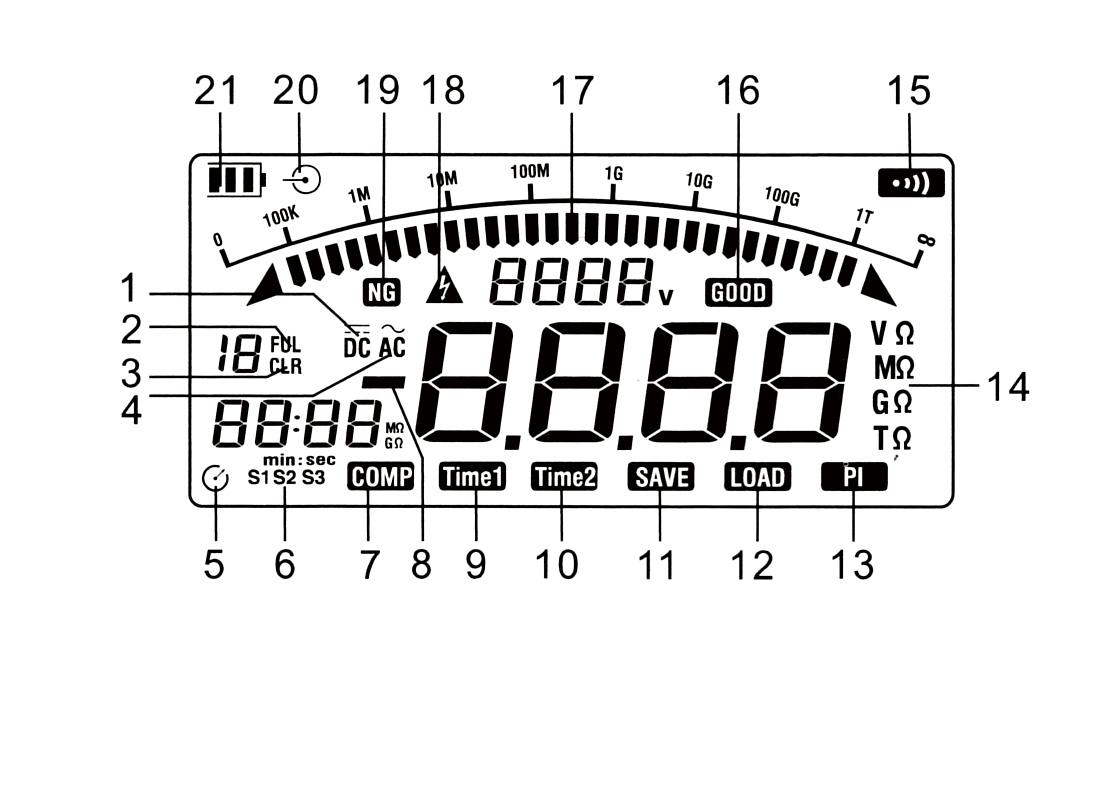 21 20 19 18 17 16 15
0 100K 1M 10M 100M 1G 10G 100G 1T ∞
NG 8888 V GOOD
1
2
3
4
18 FUL
CLR
DC AC
-8.8.8.8
V Ω
MΩ
GΩ
TΩ
14
88:88 MΩ
GΩ
min:sec
S1 S2 S3
COMP Time1 Time2 SAVE LOAD PI
5 6 7 8 9 10 11 12 13